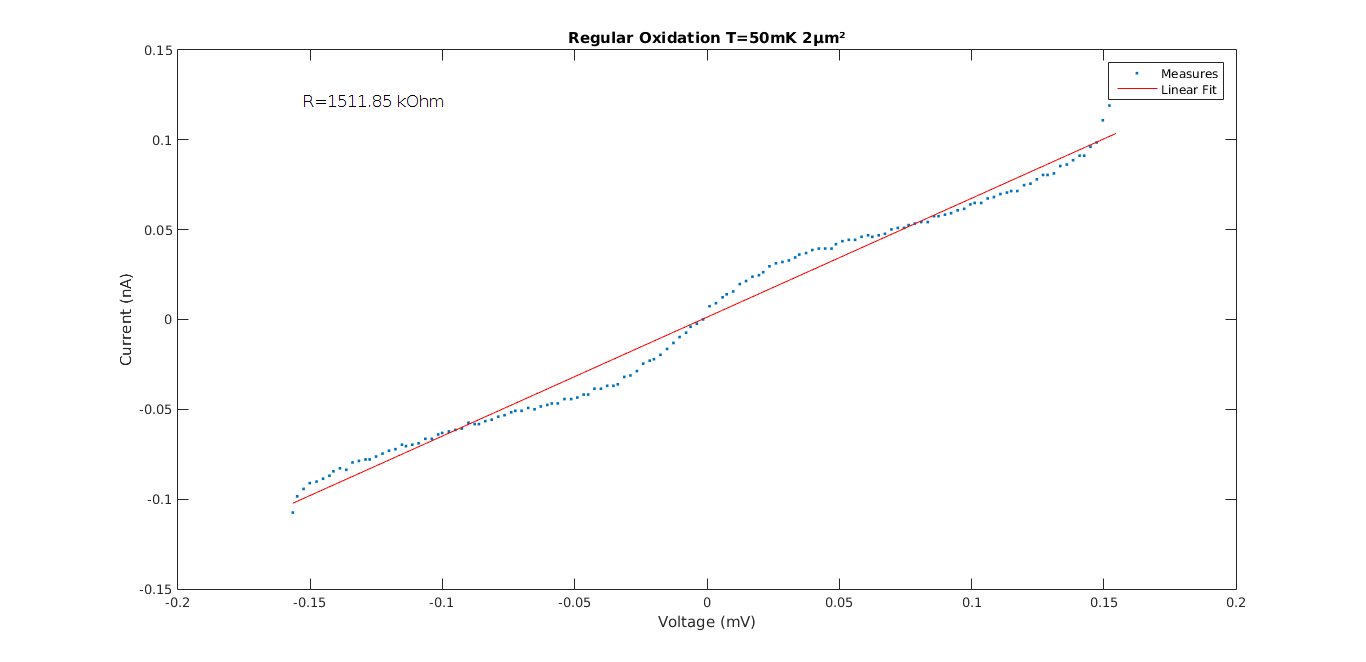 Regular Oxidation T=50mK 2μm²
R=1511.85 kOhm
Measures
Linear Fit
Current (nA)
0.15
0.1
0.05
0
-0.05
-0.1
-0.15
-0.2
-0.15
-0.1
-0.05
0
0.05
0.1
0.15
0.2
Voltage (mV)